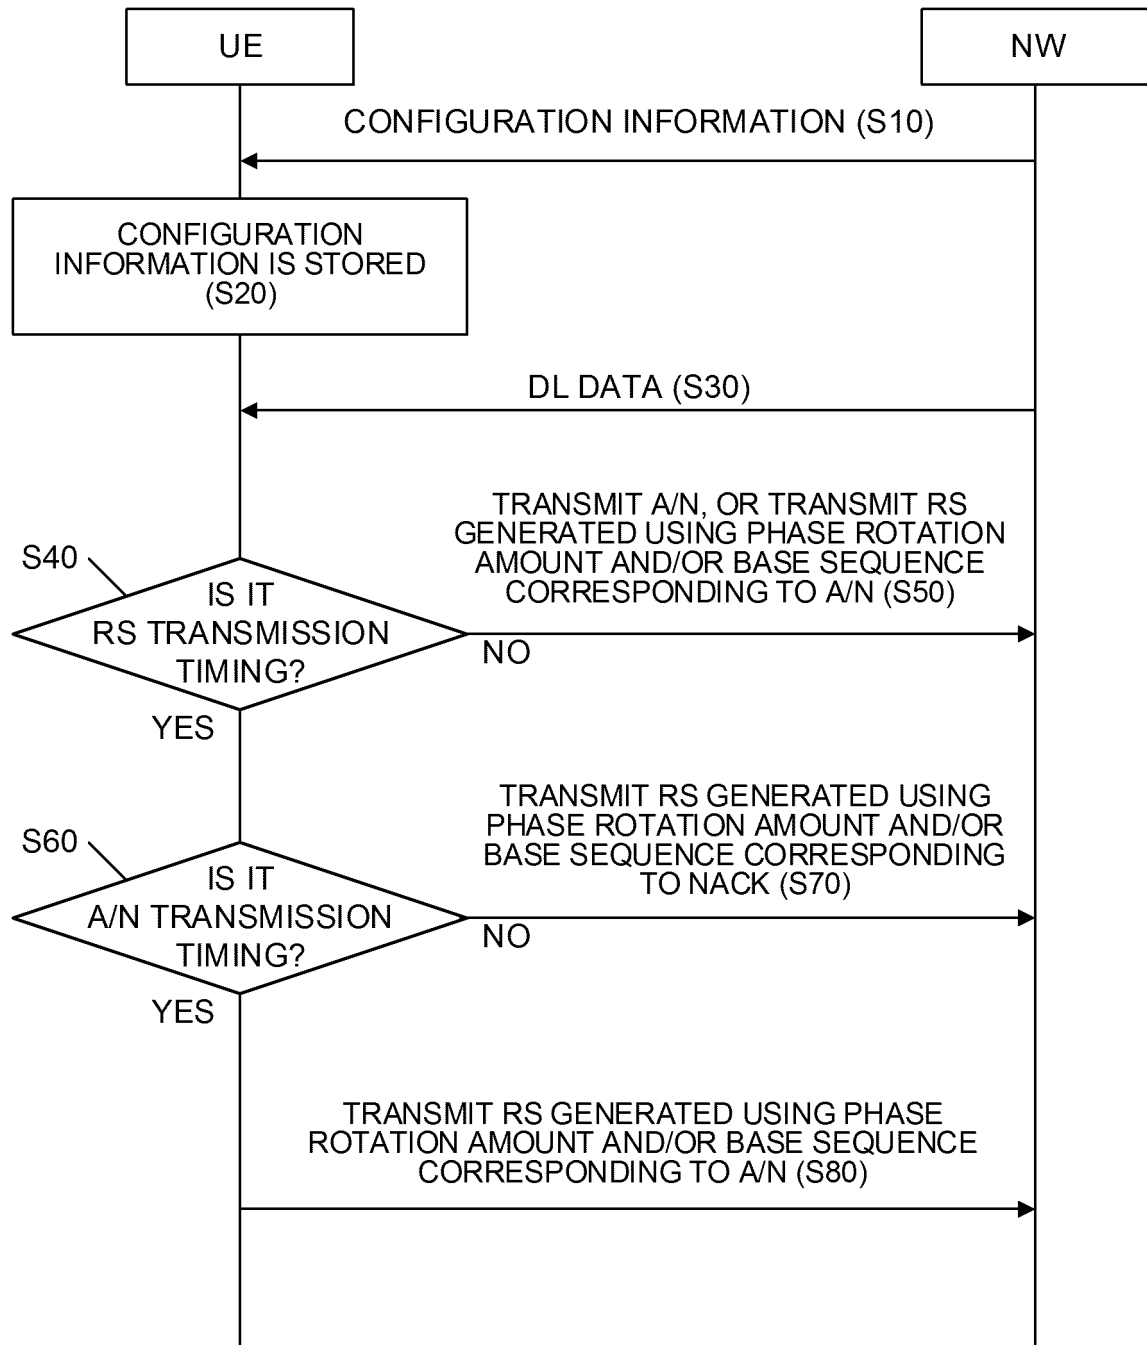 UE
NW
CONFIGURATION INFORMATION (S10)
CONFIGURATION
INFORMATION IS STORED
(S20)
DL DATA (S30)
TRANSMIT A/N, OR TRANSMIT RS
GENERATED USING PHASE ROTATION
AMOUNT AND/OR BASE SEQUENCE
CORRESPONDING TO A/N (S50)
S40
IS IT
RS TRANSMISSION
TIMING?
NO
YES
TRANSMIT RS GENERATED USING
PHASE ROTATION AMOUNT AND/OR
BASE SEQUENCE CORRESPONDING
TO NACK (S70)
S60
IS IT
A/N TRANSMISSION
TIMING?
NO
YES
TRANSMIT RS GENERATED USING PHASE
ROTATION AMOUNT AND/OR BASE SEQUENCE
CORRESPONDING TO A/N (S80)